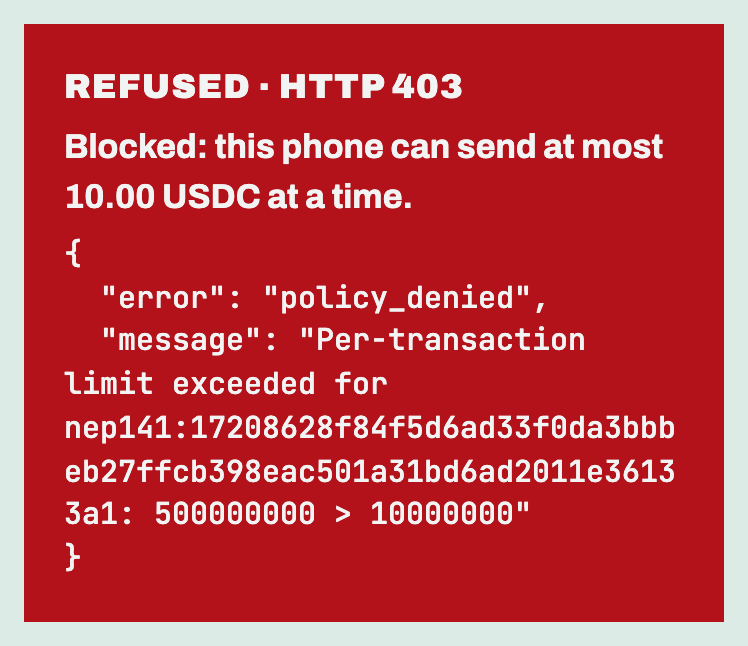 REFUSED · HTTP 403
Blocked: this phone can send at most
10.00 USDC at a time.
{
  "error": "policy_denied",
  "message": "Per-transaction
limit exceeded for
nep141:17208628f84f5d6ad33f0da3bbb
eb27ffcb398eac501a31bd6ad2011e3613
3a1: 500000000 > 10000000"
}